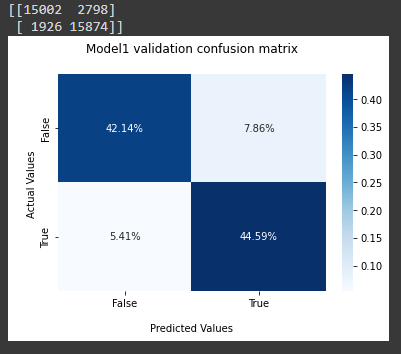 [[15002  2798]
 [ 1926 15874]]
Model1 validation confusion matrix
False
42.14%
7.86%
True
5.41%
44.59%
Actual Values
False
True
Predicted Values
0.40
0.35
0.30
0.25
0.20
0.15
0.10